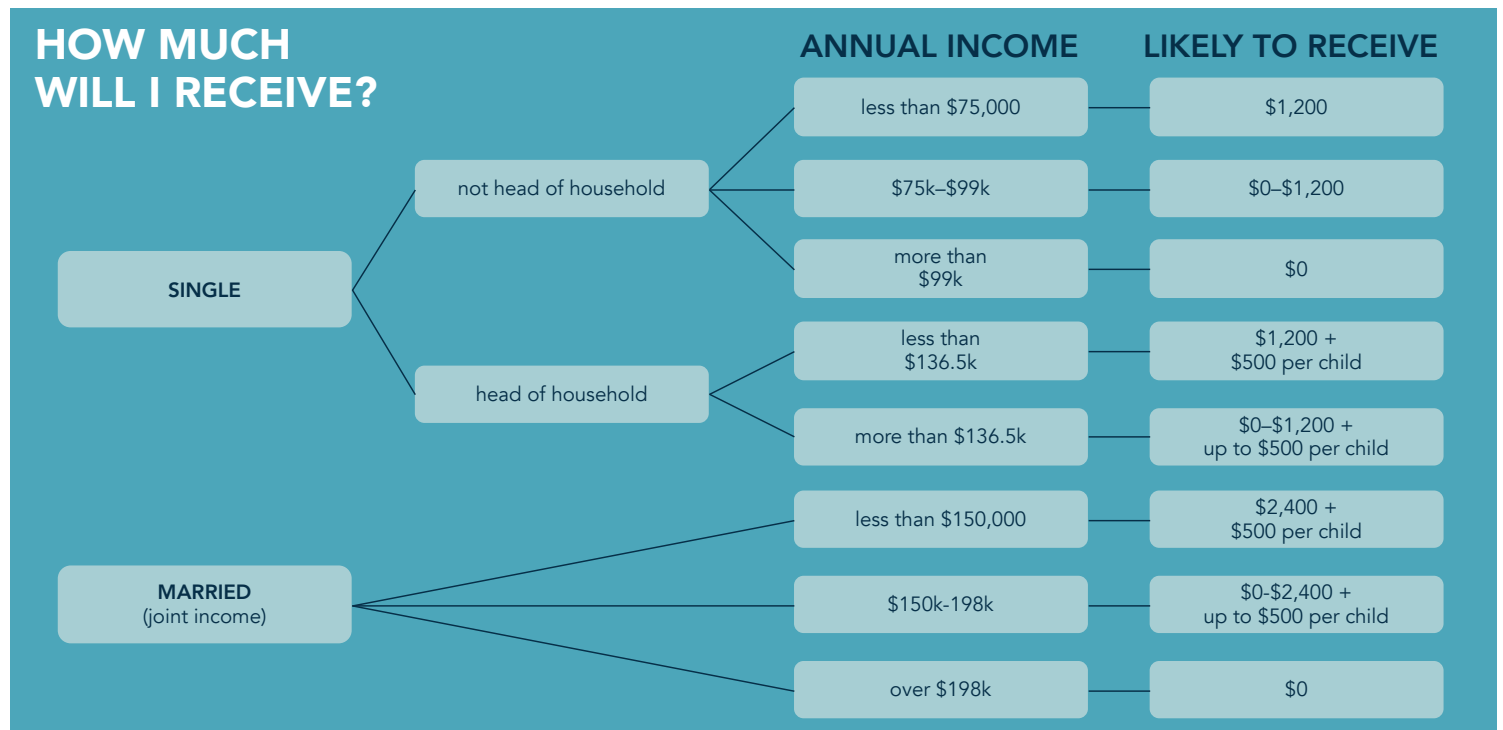 HOW MUCH
WILL I RECEIVE?
ANNUAL INCOME
LIKELY TO RECEIVE
SINGLE
not head of household
less than $75,000
$1,200
$75k–$99k
$0–$1,200
more than
$99k
$0
head of household
less than
$136.5k
$1,200 +
$500 per child
more than $136.5k
$0–$1,200 +
up to $500 per child
MARRIED
(joint income)
less than $150,000
$2,400 +
$500 per child
$150k-198k
$0-$2,400 +
up to $500 per child
over $198k
$0